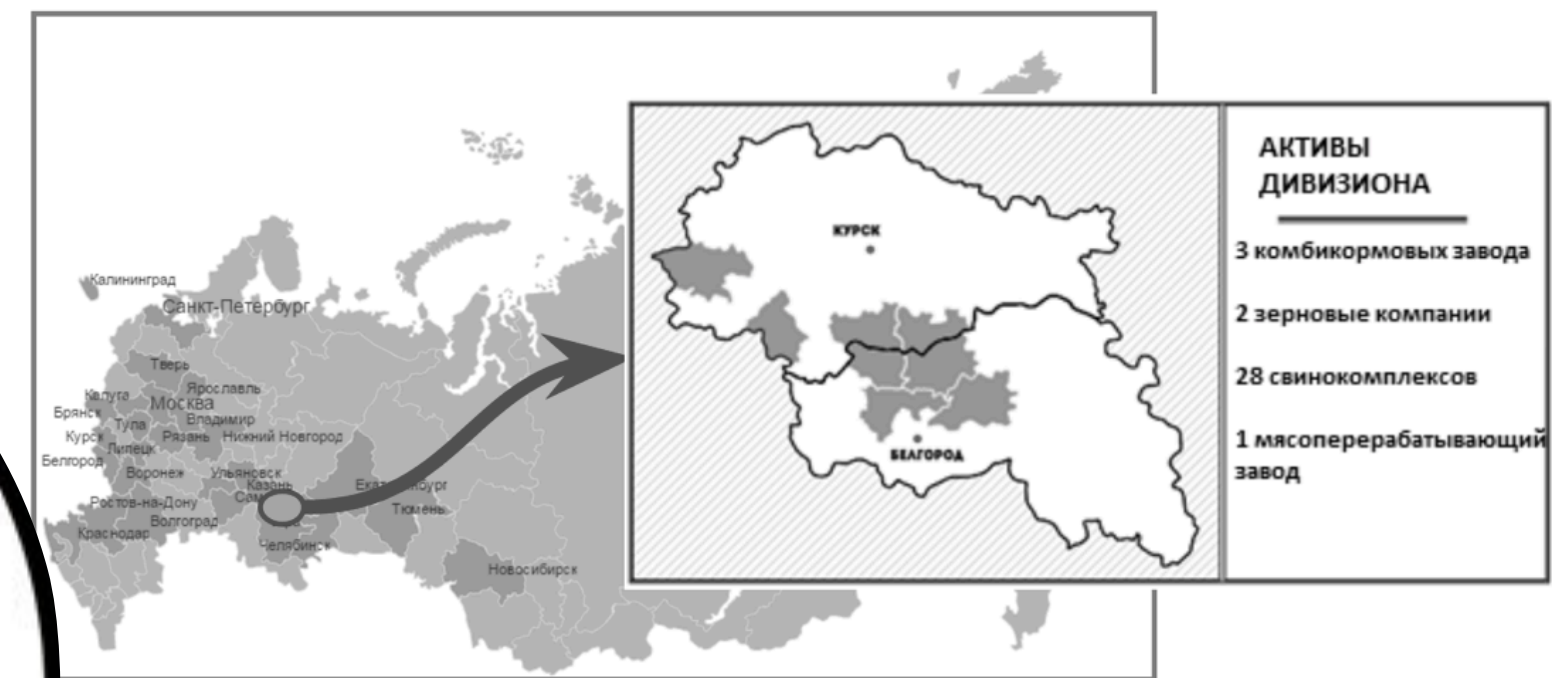 Калининград
Санкт-Петербург
Тверь
Калуга
Ярославль
Москва
Брянск
Владимир
Тула
Курск
Рязань
Нижний Новгород
Липецк
Белгород
Воронеж
Ульяновск
Казань
Ростов-на-Дону
Волгоград
Краснодар
Тюмень
Челябинск
Новосибирск
КУРСК
БЕЛГОРОД
АКТИВЫ
ДИВИЗИОНА
3 комбикормовых завода
2 зерновые компании
28 свинокомплексов
1 мясоперерабатывающий
завод